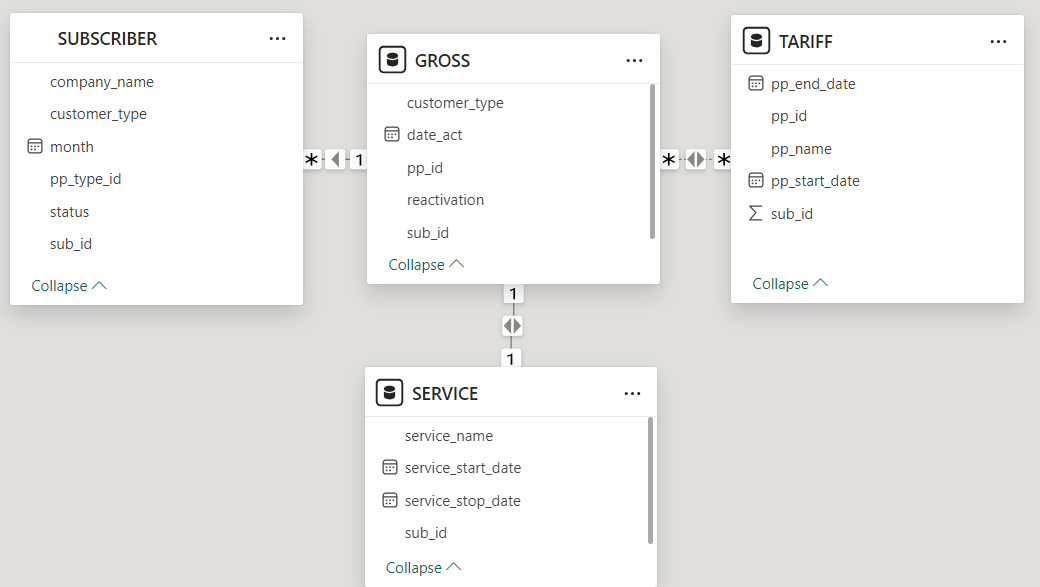 SUBSCRIBER
...
company_name
customer_type
month
pp_type_id
status
sub_id
Collapse
* 1
GROSS
...
customer_type
date_act
pp_id
reactivation
sub_id
Collapse
* *
TARIFF
...
pp_end_date
pp_id
pp_name
pp_start_date
Σ sub_id
Collapse
1
1
SERVICE
...
service_name
service_start_date
service_stop_date
sub_id
Collapse